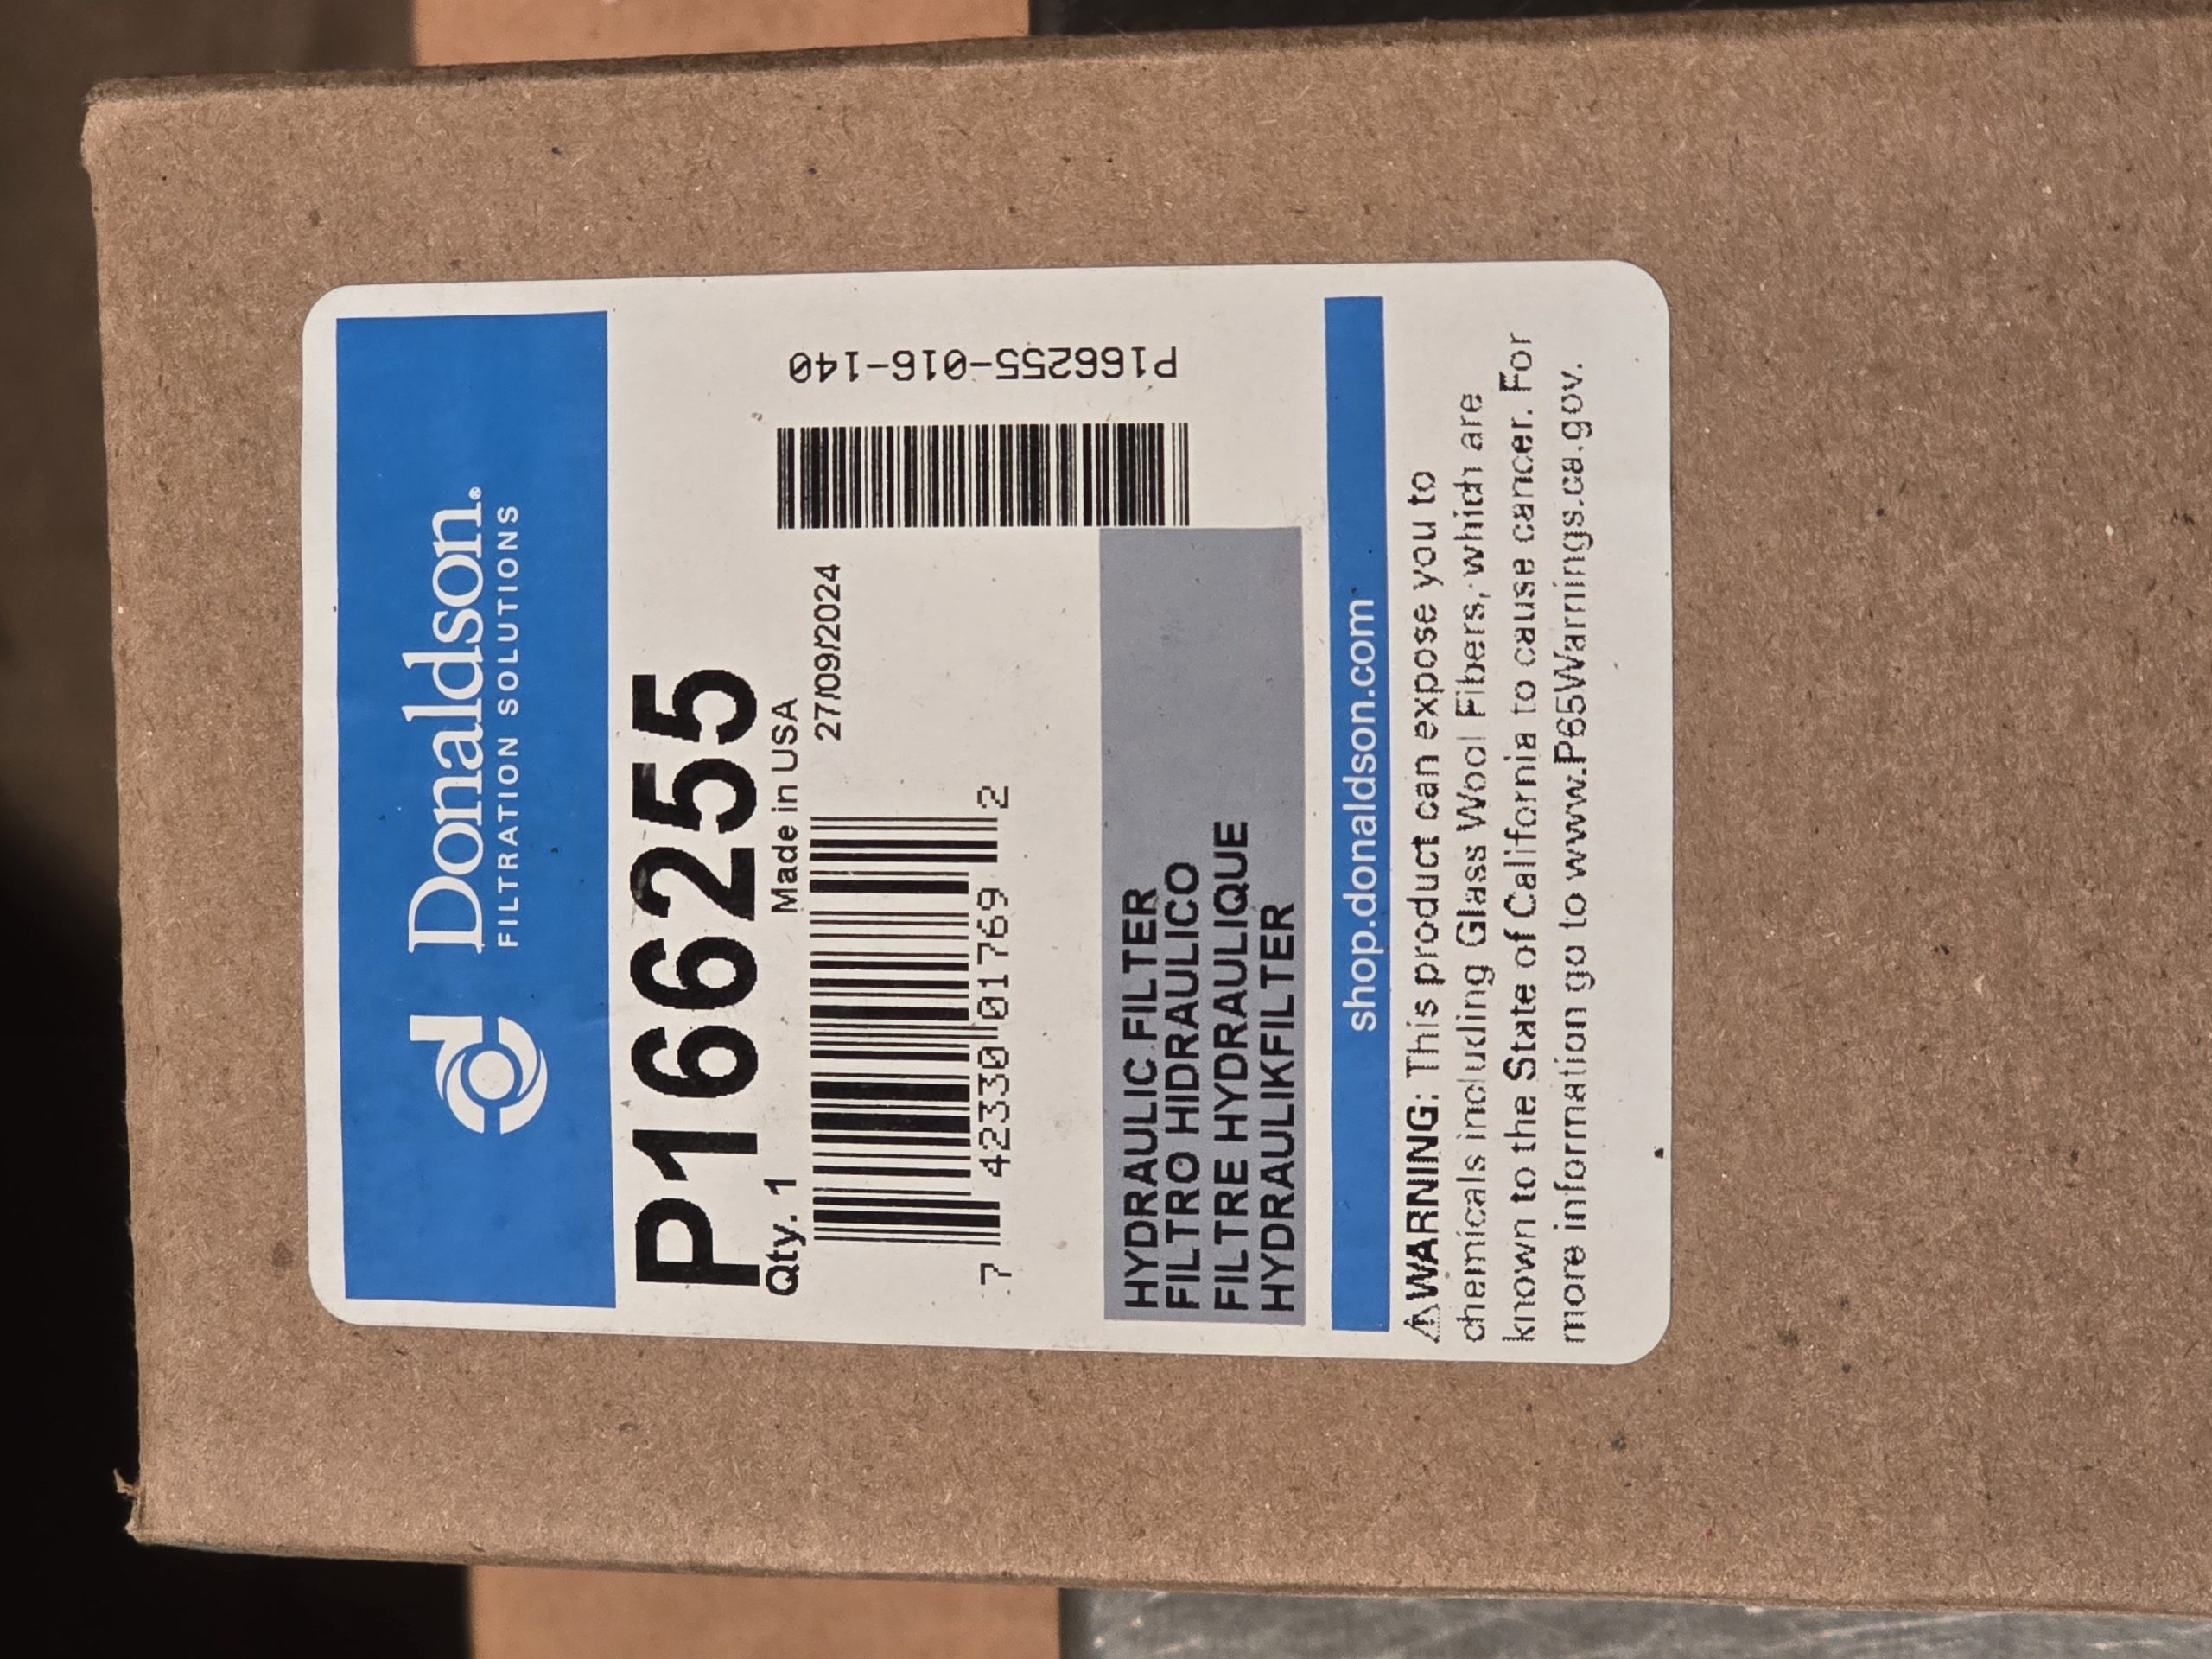 Donaldson®
FILTRATION SOLUTIONS
P166255
Qty. 1
Made in USA
27/09/2024
7 42330 01769 2
P166255-016-140
HYDRAULIC FILTER
FILTRO HIDRAULICO
FILTRE HYDRAULIQUE
HYDRAULIKFILTER
shop.donaldson.com
⚠WARNING: This product can expose you to
chemicals including Glass Wool Fibers, which are
known to the State of California to cause cancer. For
more information go to www.P65Warnings.ca.gov.